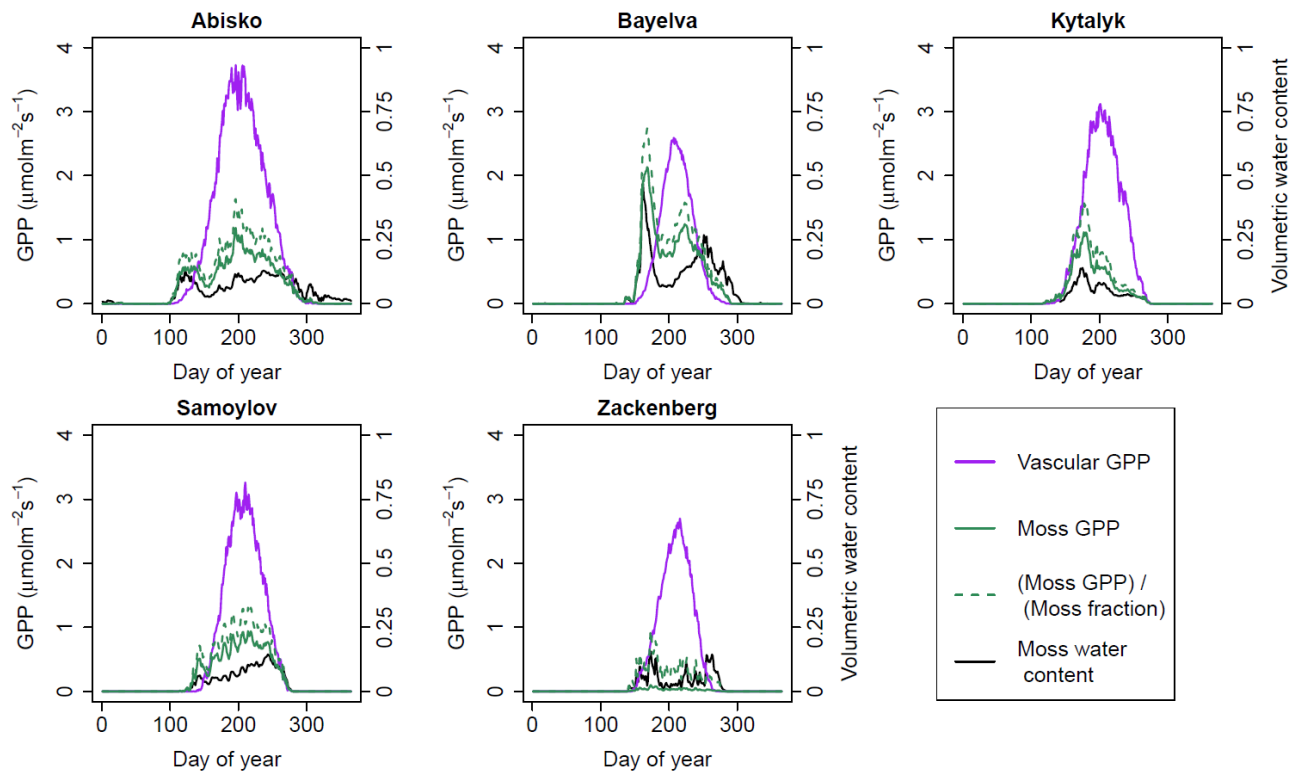 Abisko
4
3
2
1
0
GPP (μmolm−2s−1)
1
0.75
0.5
0.25
0
0 100 200 300
Day of year
Bayelva
4
3
2
1
0
GPP (μmolm−2s−1)
1
0.75
0.5
0.25
0
0 100 200 300
Day of year
Kytalyk
4
3
2
1
0
GPP (μmolm−2s−1)
1
0.75
0.5
0.25
0
Volumetric water content
0 100 200 300
Day of year
Samoylov
4
3
2
1
0
GPP (μmolm−2s−1)
1
0.75
0.5
0.25
0
0 100 200 300
Day of year
Zackenberg
4
3
2
1
0
GPP (μmolm−2s−1)
1
0.75
0.5
0.25
0
Volumetric water content
0 100 200 300
Day of year
Vascular GPP
Moss GPP
(Moss GPP) /
(Moss fraction)
Moss water
content